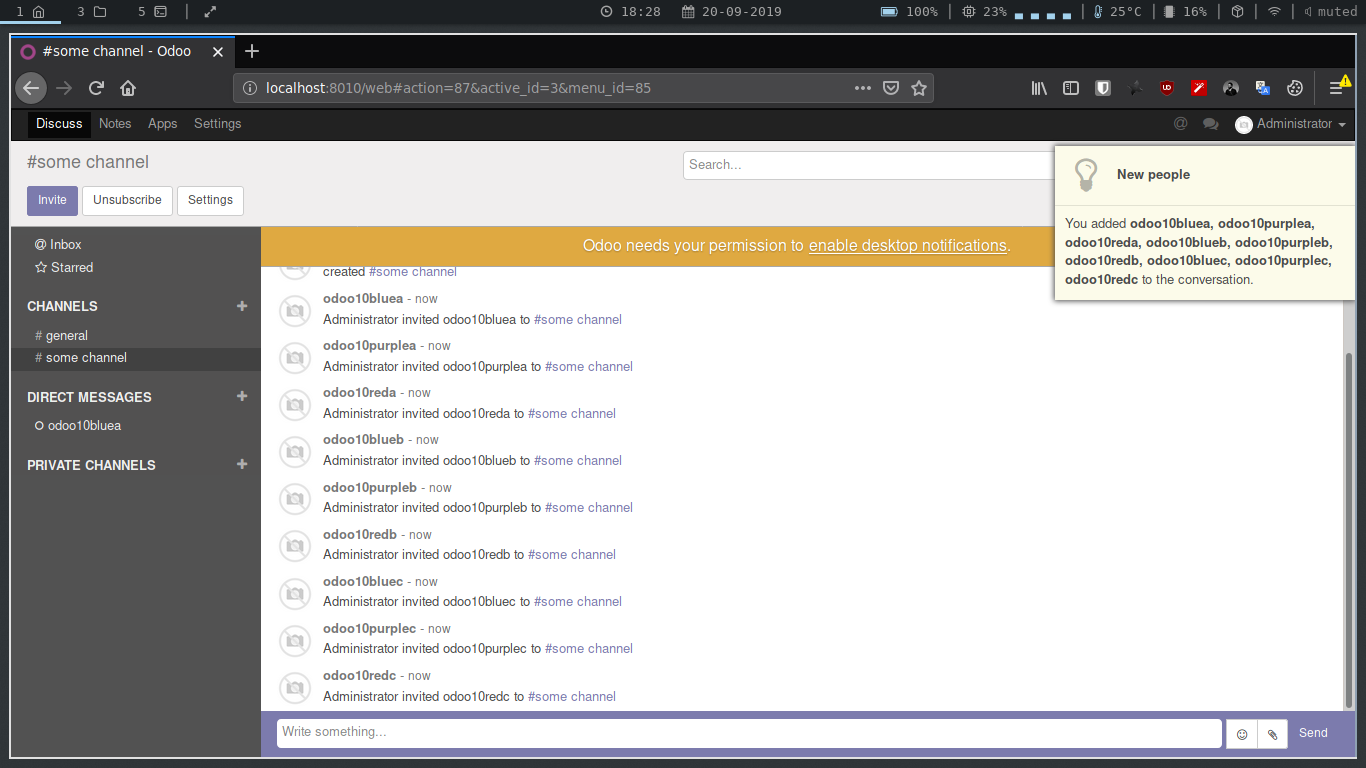 1 3 5 18:28 20-09-2019 100% 23% 25°C 16% muted
#some channel - Odoo
localhost:8010/web#action=87&active_id=3&menu_id=85
Discuss Notes Apps Settings @ Administrator
#some channel
Search...
Invite Unsubscribe Settings
New people
You added odoo10bluea, odoo10purplea,
odoo10reda, odoo10blueb, odoo10purpleb,
odoo10redb, odoo10bluec, odoo10purplec,
odoo10redc to the conversation.
Inbox
Starred
CHANNELS
# general
# some channel
DIRECT MESSAGES
odoo10bluea
PRIVATE CHANNELS
Odoo needs your permission to enable desktop notifications.
created #some channel
odoo10bluea - now
Administrator invited odoo10bluea to #some channel
odoo10purplea - now
Administrator invited odoo10purplea to #some channel
odoo10reda - now
Administrator invited odoo10reda to #some channel
odoo10blueb - now
Administrator invited odoo10blueb to #some channel
odoo10purpleb - now
Administrator invited odoo10purpleb to #some channel
odoo10redb - now
Administrator invited odoo10redb to #some channel
odoo10bluec - now
Administrator invited odoo10bluec to #some channel
odoo10purplec - now
Administrator invited odoo10purplec to #some channel
odoo10redc - now
Administrator invited odoo10redc to #some channel
Write something...
Send